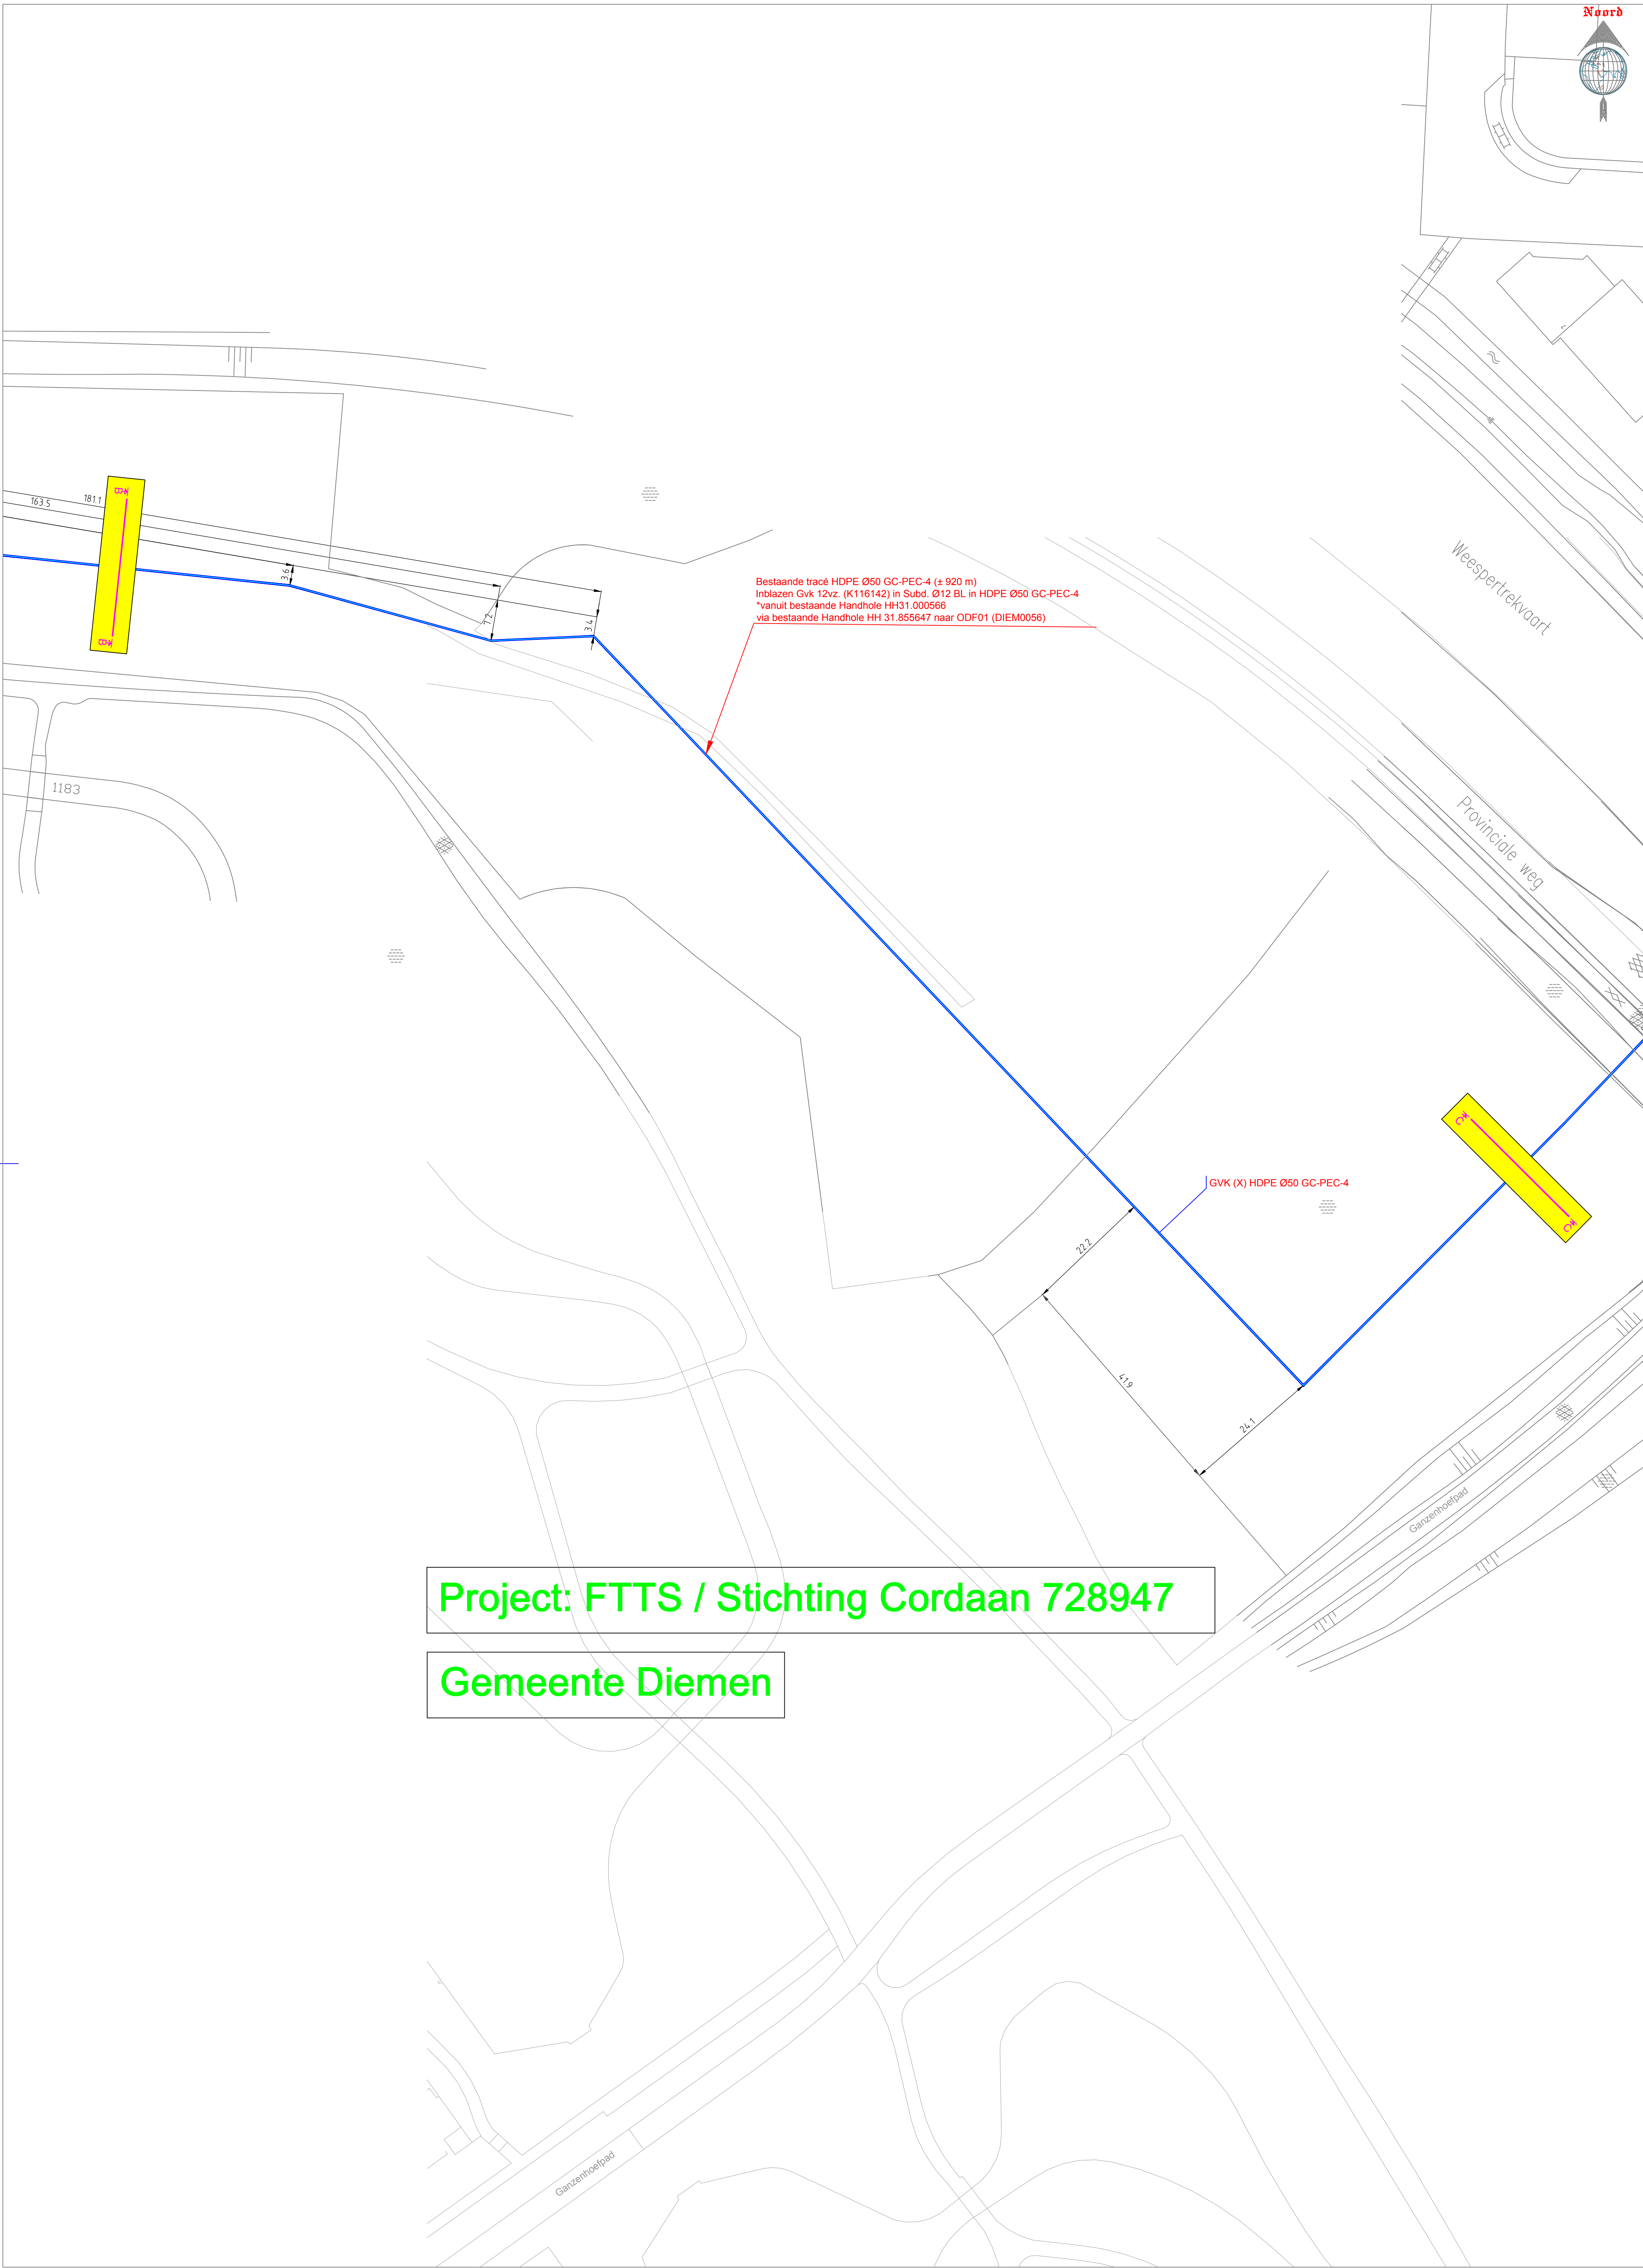 Noord
163.5
181.1
B*
B*
3.6
7.2
3.4
Bestaande tracé HDPE Ø50 GC-PEC-4 (± 920 m)
Inblazen Gvk 12vz. (K116142) in Subd. Ø12 BL in HDPE Ø50 GC-PEC-4
*vanuit bestaande Handhole HH31.000566
via bestaande Handhole HH 31.855647 naar ODF01 (DIEM0056)
Weespertrekvaart
1183
Provinciale weg
C*
C*
GVK (X) HDPE Ø50 GC-PEC-4
22.2
41.9
24.1
Ganzenhoefpad
Project: FTTS / Stichting Cordaan 728947
Gemeente Diemen
Ganzenhoefpad